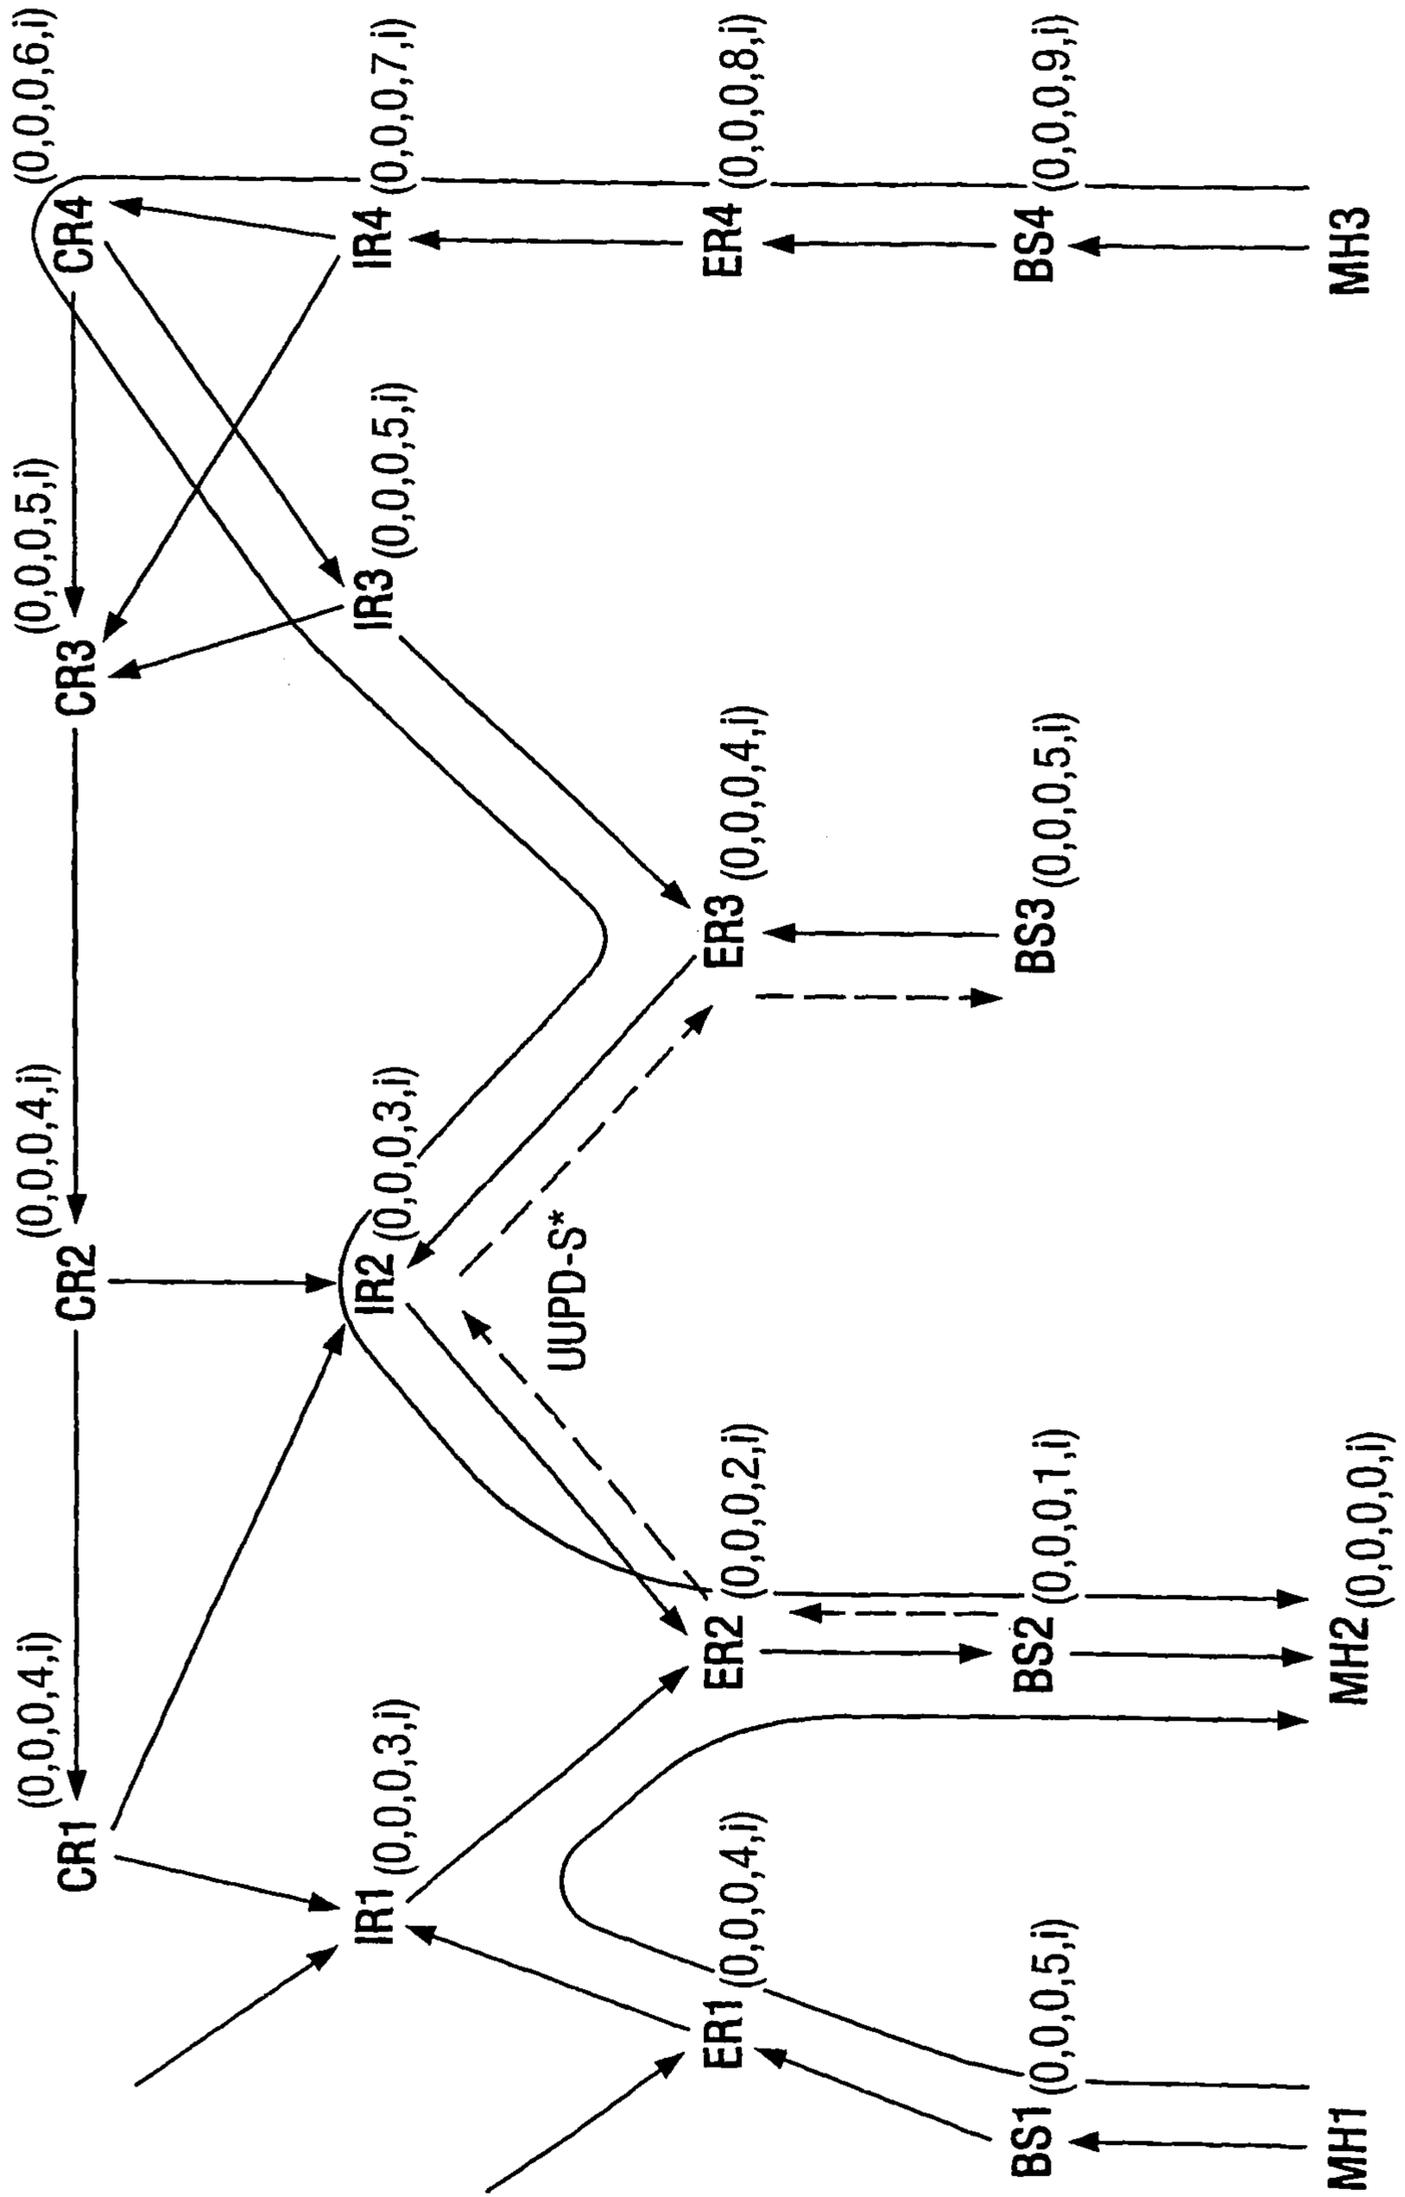 CR1 (0,0,0,4,i)
CR2 (0,0,0,4,i)
CR3 (0,0,0,5,i)
CR4 (0,0,0,6,i)
IR1 (0,0,0,3,i)
IR2 (0,0,0,3,i)
IR3 (0,0,0,5,i)
IR4 (0,0,0,7,i)
UUPD-S*
ER1 (0,0,0,4,i)
ER2 (0,0,0,2,i)
ER3 (0,0,0,4,i)
ER4 (0,0,0,8,i)
BS1 (0,0,0,5,i)
BS2 (0,0,0,1,i)
BS3 (0,0,0,5,i)
BS4 (0,0,0,9,i)
MH1
MH2 (0,0,0,0,i)
MH3